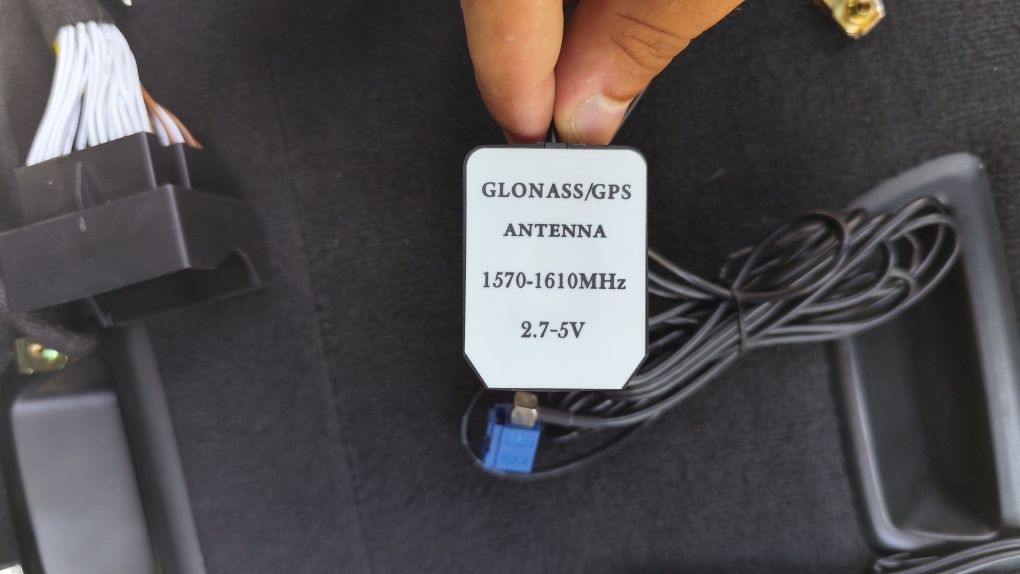 GLONASS/GPS
ANTENNA
1570-1610MHz
2.7-5V